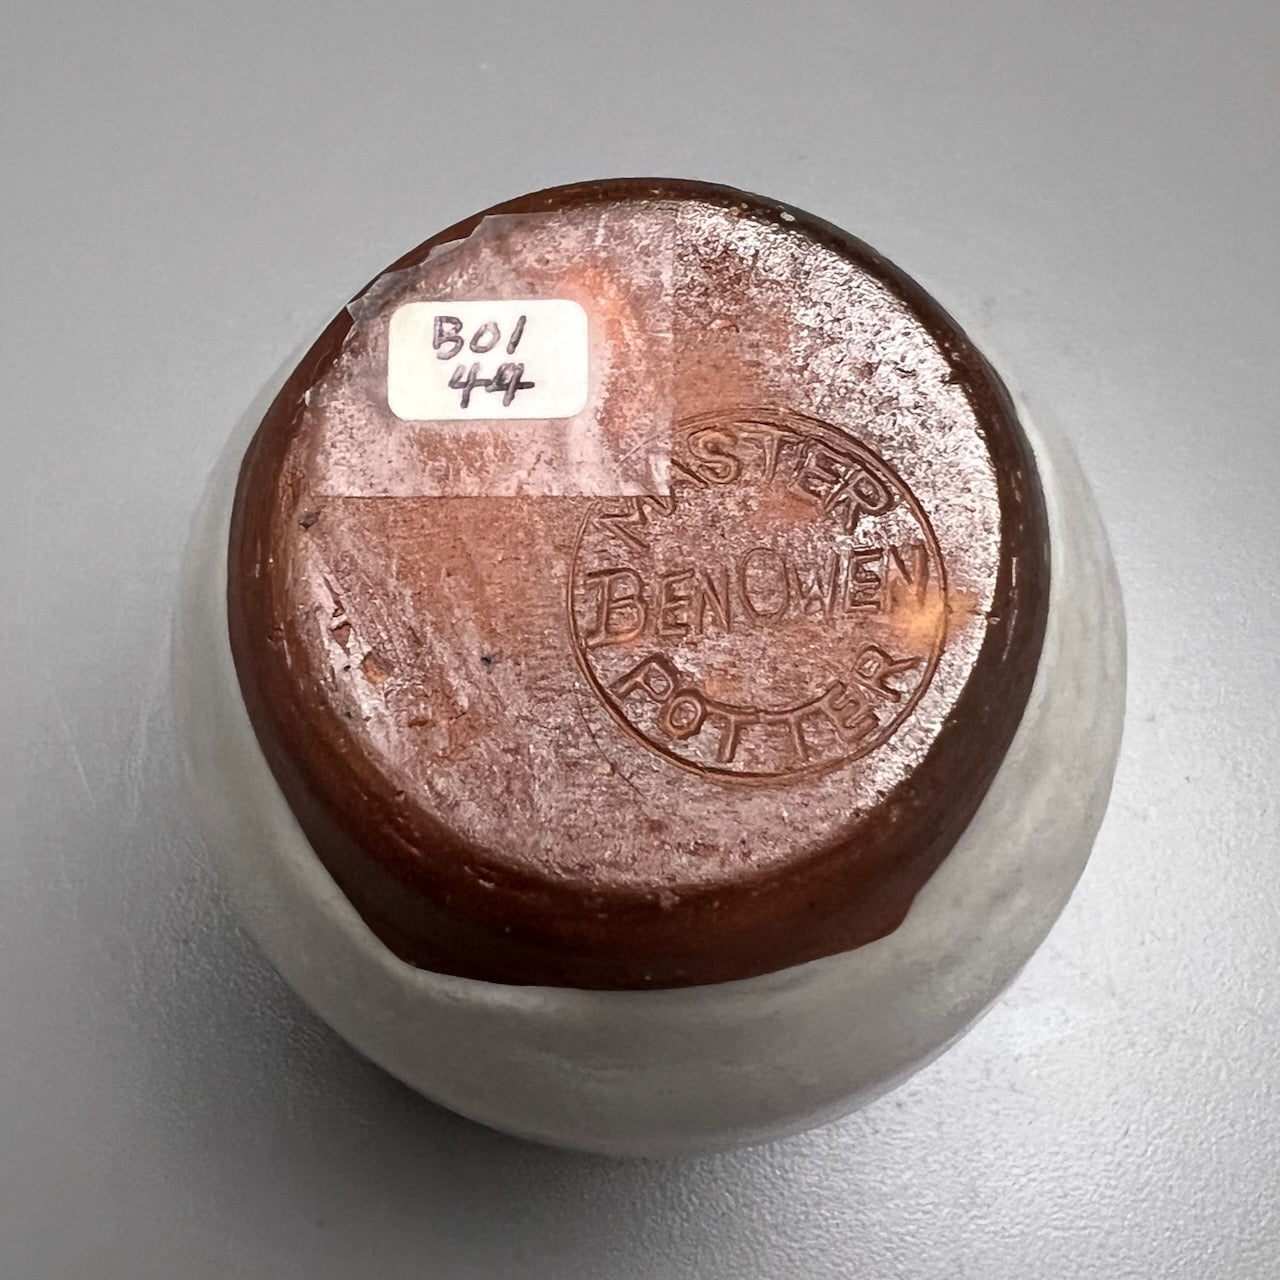 B01
44
MASTER
BEN OWEN
POTTER